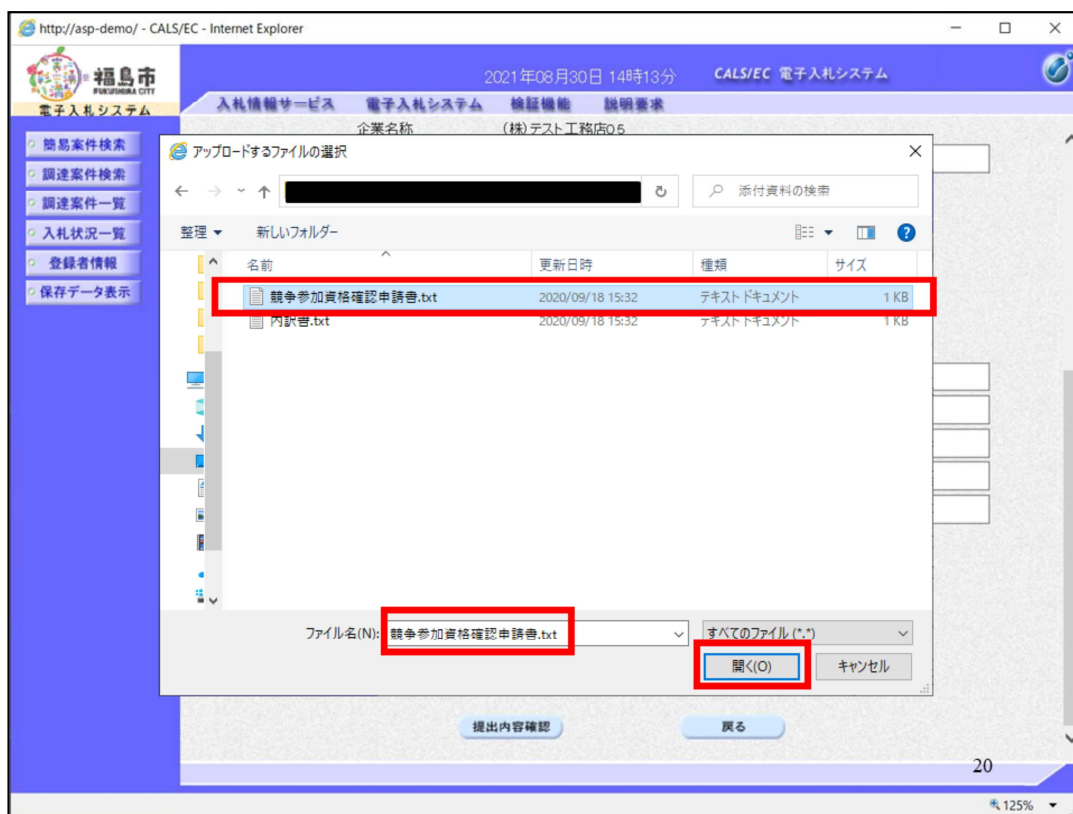 http://asp-demo/ - CALS/EC - Internet Explorer
福島市
FUKUSHIMA CITY
電子入札システム
2021年08月30日 14時13分
CALS/EC 電子入札システム
入札情報サービス 電子入札システム 検証機能 説明要求
簡易案件検索
調達案件検索
調達案件一覧
入札状況一覧
登録者情報
保存データ表示
企業名称 (株)テスト工務店05
アップロードするファイルの選択
添付資料の検索
整理 新しいフォルダー
名前 更新日時 種類 サイズ
競争参加資格確認申請書.txt 2020/09/18 15:32 テキスト ドキュメント 1 KB
内訳書.txt 2020/09/18 15:32 テキスト ドキュメント 1 KB
ファイル名(N): 競争参加資格確認申請書.txt すべてのファイル (*.*)
開く(O) キャンセル
提出内容確認 戻る
20
125%